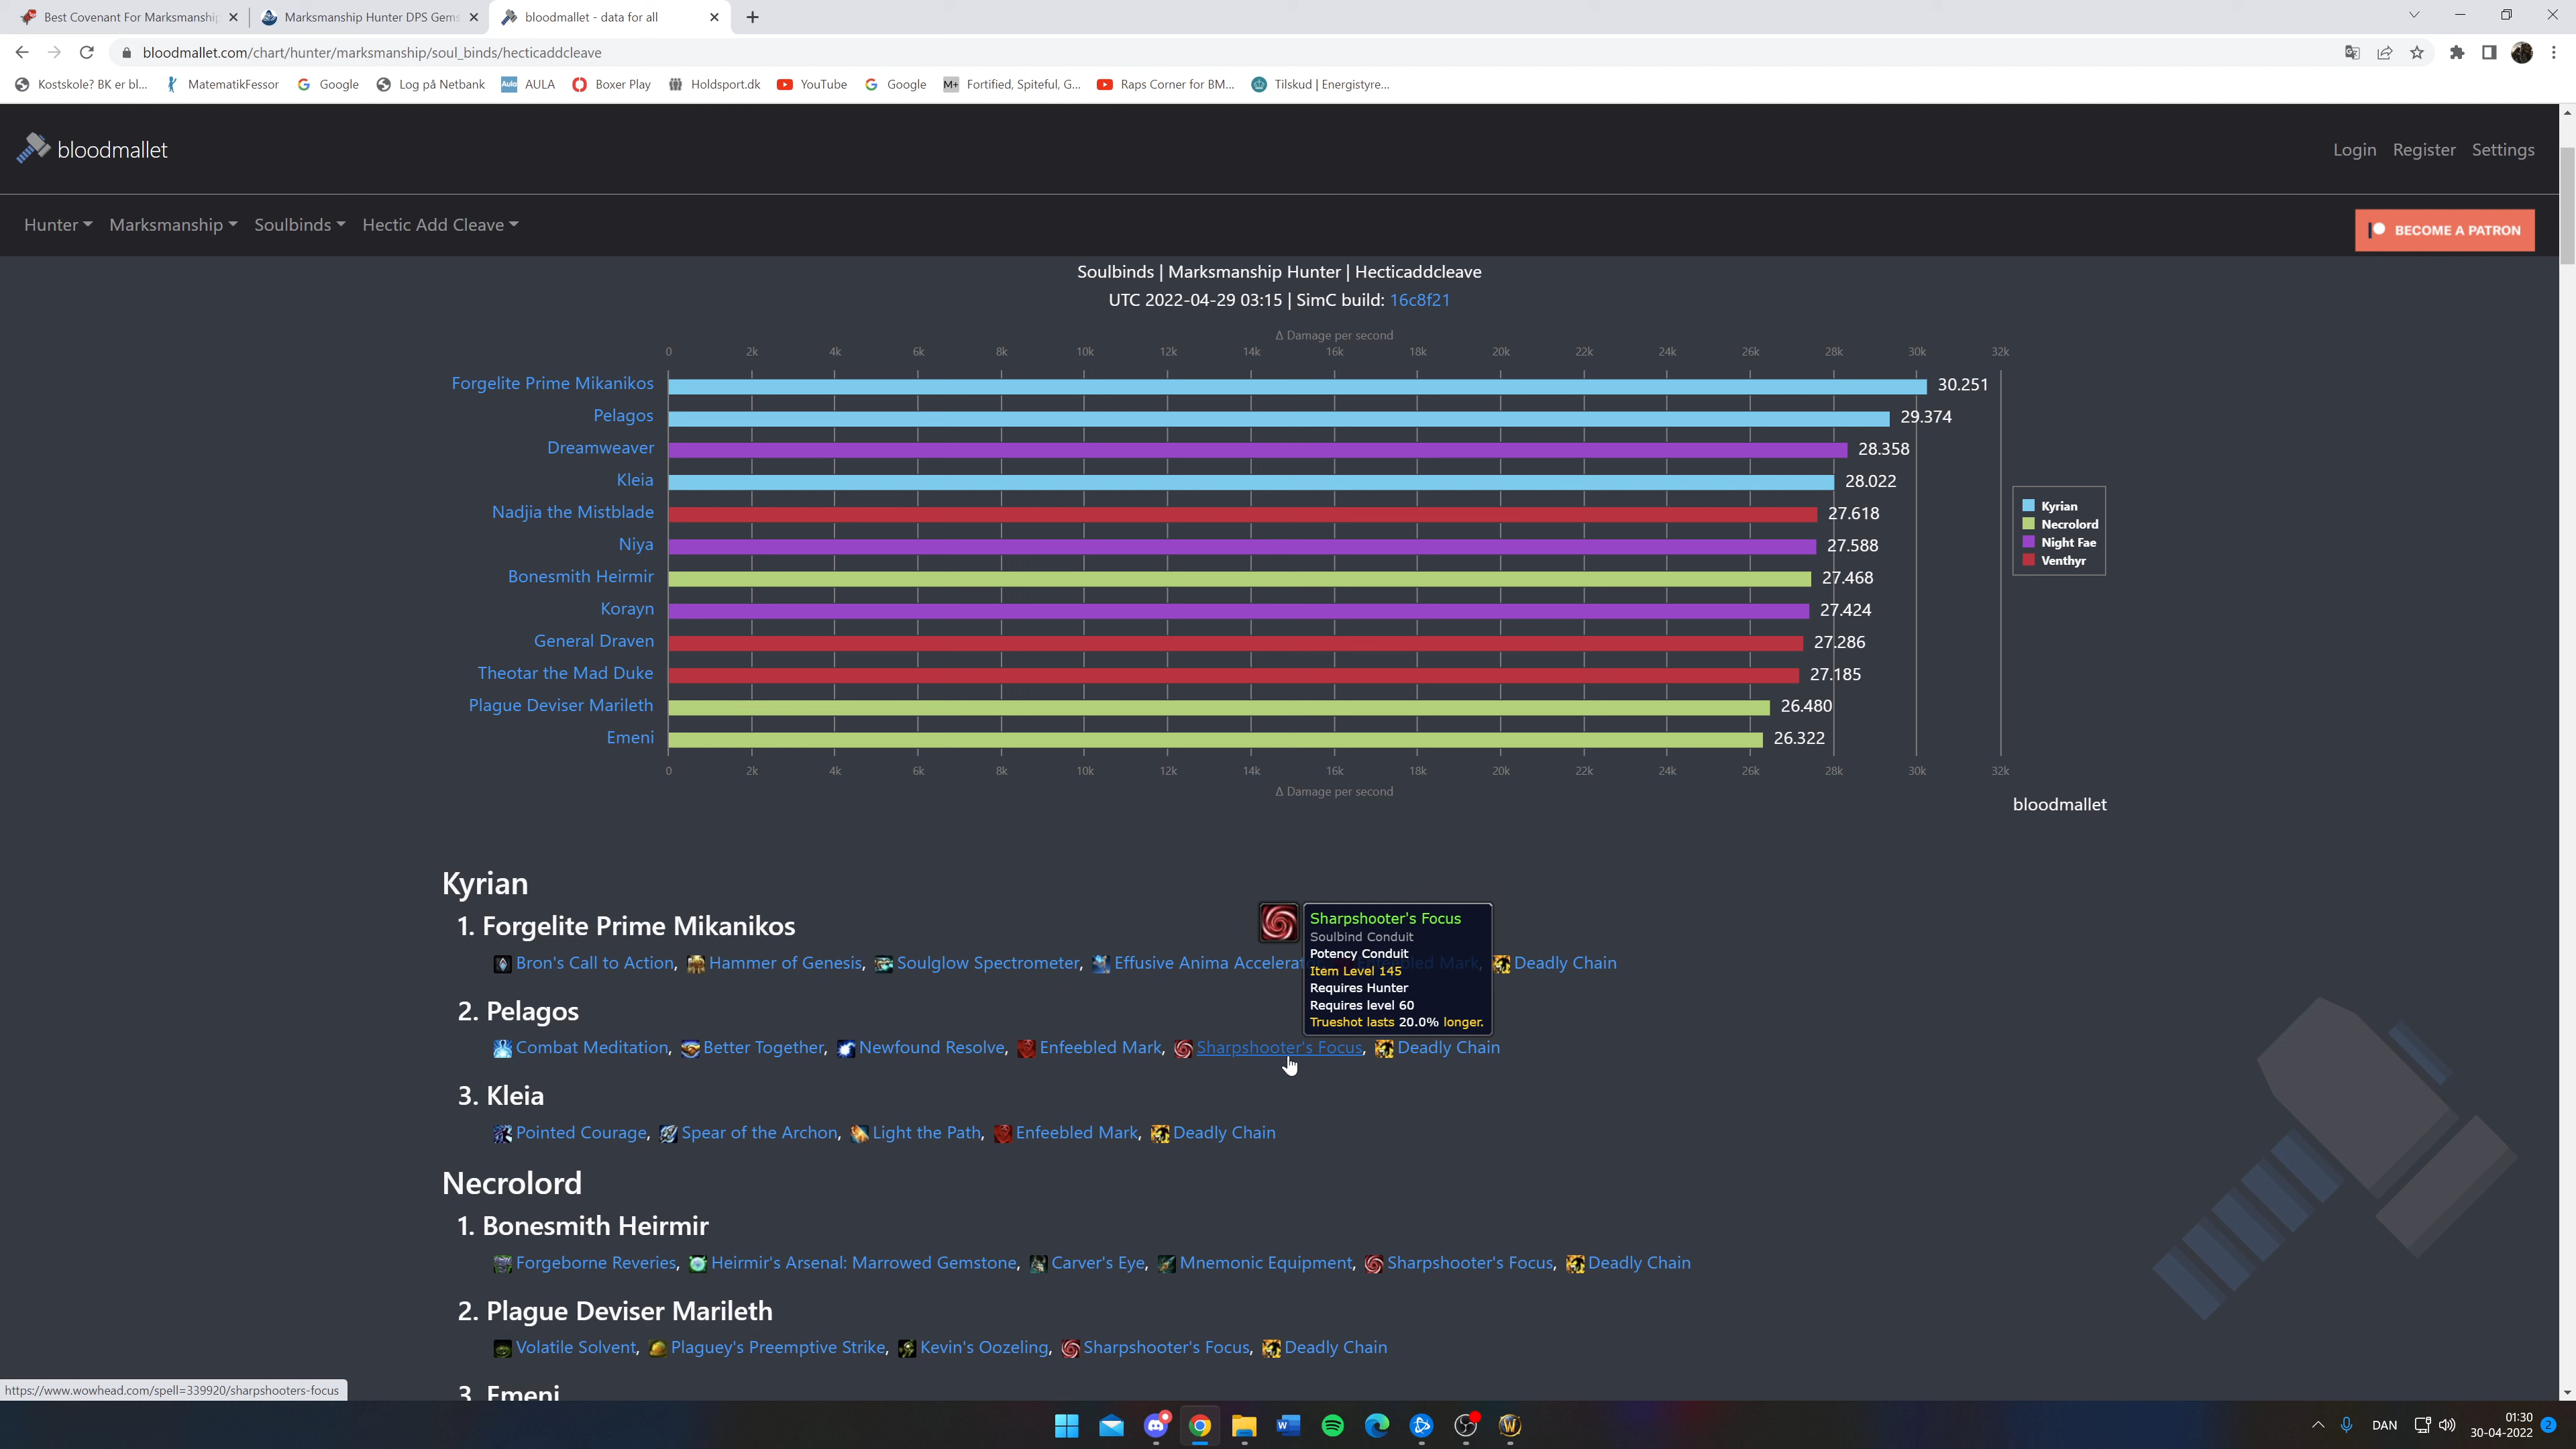 Best Covenant For Marksmanship
Marksmanship Hunter DPS Gems
bloodmallet - data for all
bloodmallet.com/chart/hunter/marksmanship/soul_binds/hecticaddcleave
Kostskole? BK er bl... MatematikFessor Google Log på Netbank AULA Boxer Play Holdsport.dk YouTube Google M+ Fortified, Spiteful, G... Raps Corner for BM... Tilskud | Energistyre...
bloodmallet
Login Register Settings
Hunter Marksmanship Soulbinds Hectic Add Cleave
BECOME A PATRON
Soulbinds | Marksmanship Hunter | Hecticaddcleave
UTC 2022-04-29 03:15 | SimC build: 16c8f21
Δ Damage per second
0 2k 4k 6k 8k 10k 12k 14k 16k 18k 20k 22k 24k 26k 28k 30k 32k
Forgelite Prime Mikanikos 30.251
Pelagos 29.374
Dreamweaver 28.358
Kleia 28.022
Nadjia the Mistblade 27.618
Niya 27.588
Bonesmith Heirmir 27.468
Korayn 27.424
General Draven 27.286
Theotar the Mad Duke 27.185
Plague Deviser Marileth 26.480
Emeni 26.322
Kyrian
Necrolord
Night Fae
Venthyr
0 2k 4k 6k 8k 10k 12k 14k 16k 18k 20k 22k 24k 26k 28k 30k 32k
Δ Damage per second
bloodmallet
Kyrian
1. Forgelite Prime Mikanikos
Bron's Call to Action, Hammer of Genesis, Soulglow Spectrometer, Effusive Anima Accelerat Mark, Deadly Chain
Sharpshooter's Focus
Soulbind Conduit
Potency Conduit
Item Level 145
Requires Hunter
Requires level 60
Trueshot lasts 20.0% longer.
2. Pelagos
Combat Meditation, Better Together, Newfound Resolve, Enfeebled Mark, Sharpshooter's Focus, Deadly Chain
3. Kleia
Pointed Courage, Spear of the Archon, Light the Path, Enfeebled Mark, Deadly Chain
Necrolord
1. Bonesmith Heirmir
Forgeborne Reveries, Heirmir's Arsenal: Marrowed Gemstone, Carver's Eye, Mnemonic Equipment, Sharpshooter's Focus, Deadly Chain
2. Plague Deviser Marileth
Volatile Solvent, Plaguey's Preemptive Strike, Kevin's Oozeling, Sharpshooter's Focus, Deadly Chain
3. Emeni
https://www.wowhead.com/spell=339920/sharpshooters-focus
DAN
01:30
30-04-2022
2